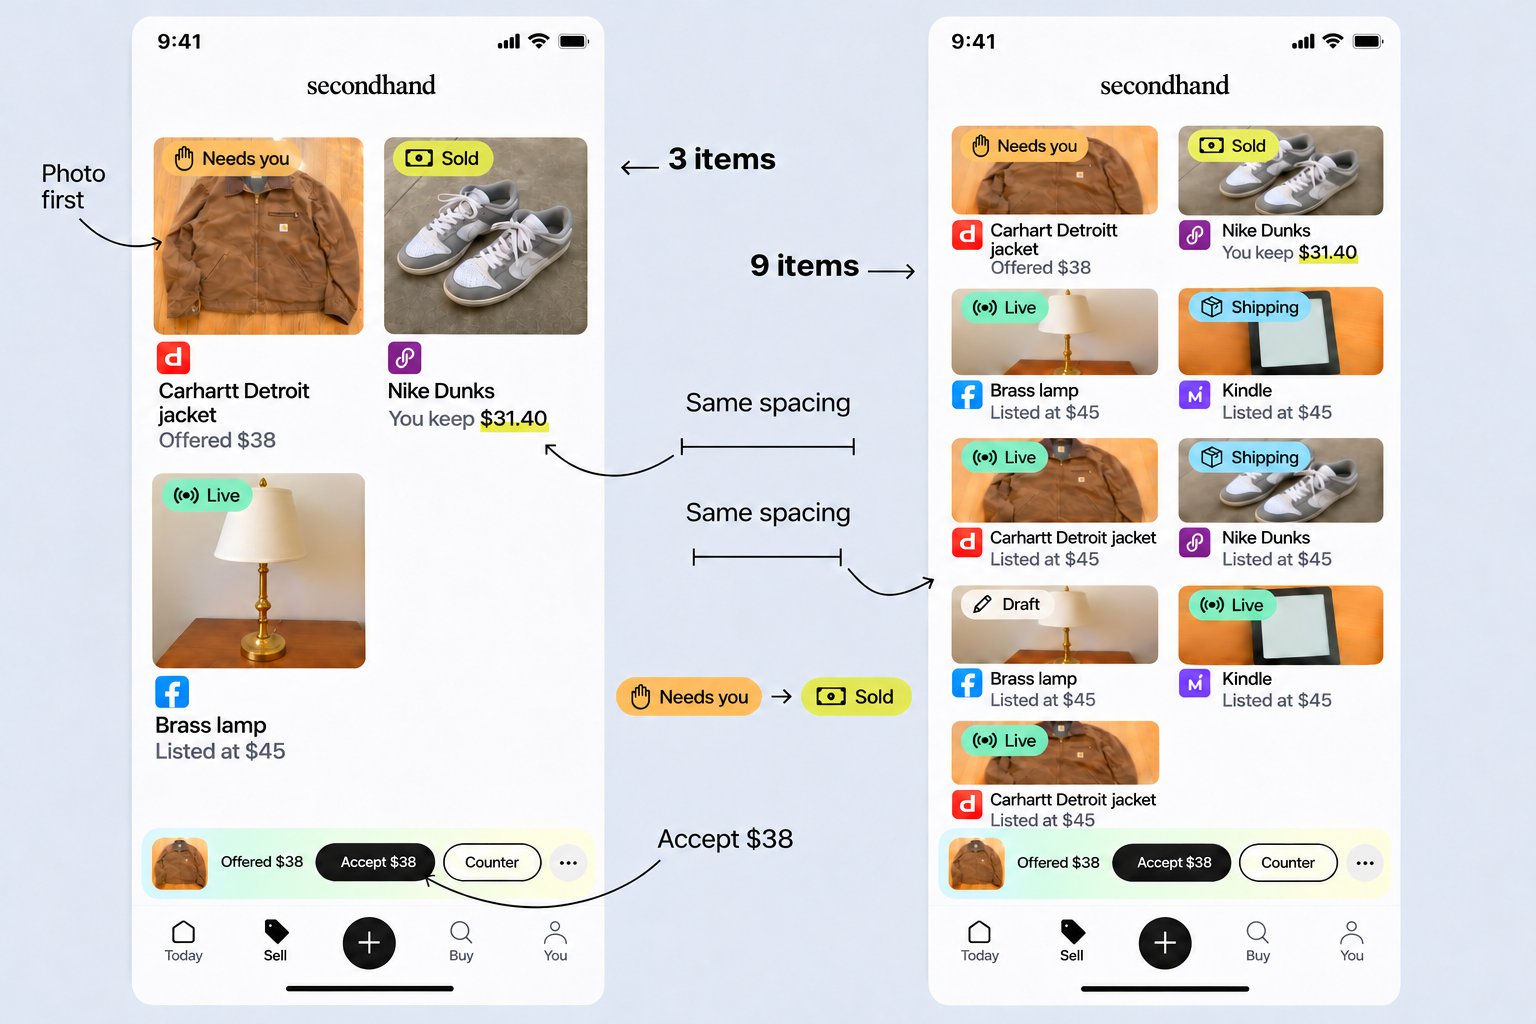 9:41
secondhand
Photo
first
Needs you
Sold
d
Carhartt Detroit
jacket
Offered $38
Nike Dunks
You keep $31.40
Live
f
Brass lamp
Listed at $45
Offered $38
Accept $38
Counter
Today
Sell
Buy
You
3 items
9 items
Same spacing
Same spacing
Needs you
Sold
Accept $38
9:41
secondhand
Needs you
Sold
d
Carhart Detroitt
jacket
Offered $38
Nike Dunks
You keep $31.40
Live
Shipping
f
Brass lamp
Listed at $45
M
Kindle
Listed at $45
Live
Shipping
d
Carhartt Detroit jacket
Listed at $45
Nike Dunks
Listed at $45
Draft
Live
f
Brass lamp
Listed at $45
M
Kindle
Listed at $45
Live
d
Carhartt Detroit jacket
Listed at $45
Offered $38
Accept $38
Counter
Today
Sell
Buy
You